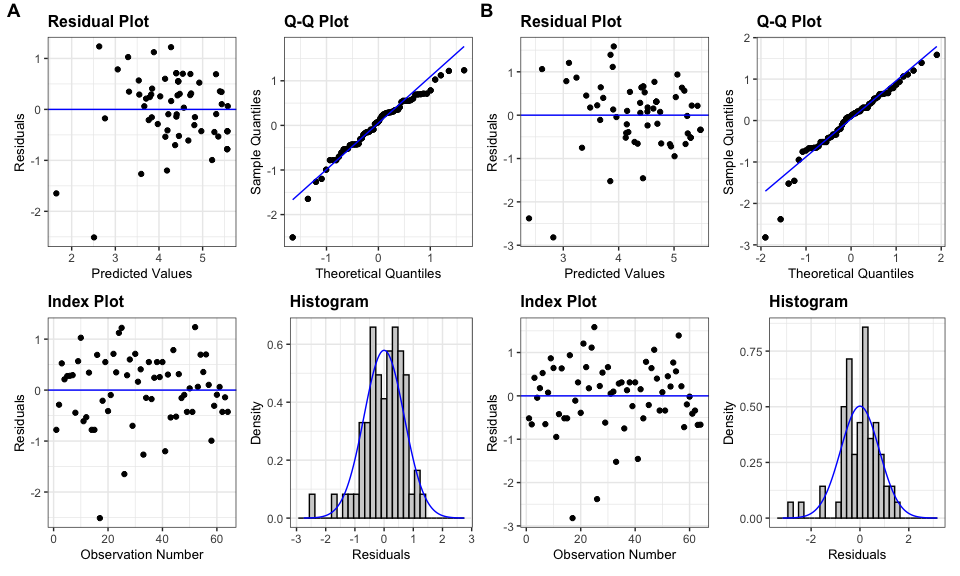 A
Residual Plot
1
0
-1
-2
Residuals
2
3
4
5
Predicted Values
Q-Q Plot
1
0
-1
-2
Sample Quantiles
-1
0
1
Theoretical Quantiles
B
Residual Plot
1
0
-1
-2
-3
Residuals
3
4
5
Predicted Values
Q-Q Plot
2
1
0
-1
-2
-3
Sample Quantiles
-2
-1
0
1
2
Theoretical Quantiles
Index Plot
1
0
-1
-2
Residuals
0
20
40
60
Observation Number
Histogram
0.6
0.4
0.2
0.0
Density
-3
-2
-1
0
1
2
3
Residuals
Index Plot
1
0
-1
-2
-3
Residuals
0
20
40
60
Observation Number
Histogram
0.75
0.50
0.25
0.00
Density
-2
0
2
Residuals